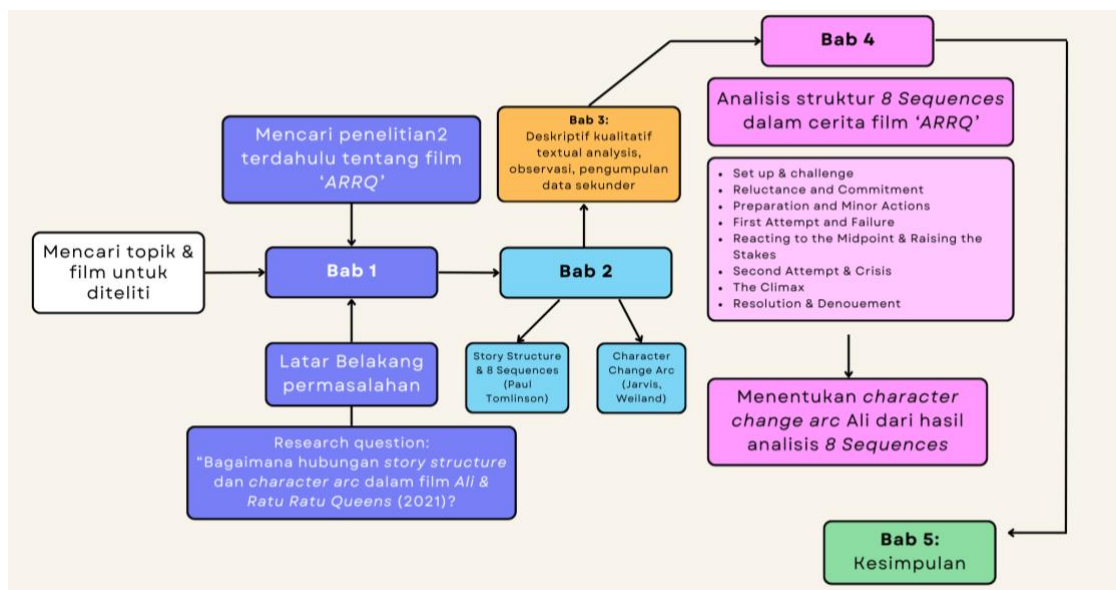 Mencari topik &
film untuk
diteliti
Mencari penelitian2
terdahulu tentang film
‘ARRQ’
Bab 1
Latar Belakang
permasalahan
Research question:
“Bagaimana hubungan story structure
dan character arc dalam film Ali &
Ratu Ratu Queens (2021)?
Bab 2
Story Structure
& 8 Sequences
(Paul
Tomlinson)
Character
Change Arc
(Jarvis,
Weiland)
Bab 3:
Deskriptif kualitatif
textual analysis,
observasi, pengumpulan
data sekunder
Bab 4
Analisis struktur 8 Sequences
dalam cerita film ‘ARRQ’
• Set up & challenge
• Reluctance and Commitment
• Preparation and Minor Actions
• First Attempt and Failure
• Reacting to the Midpoint & Raising the
Stakes
• Second Attempt & Crisis
• The Climax
• Resolution & Denouement
Menentukan character
change arc Ali dari hasil
analisis 8 Sequences
Bab 5:
Kesimpulan